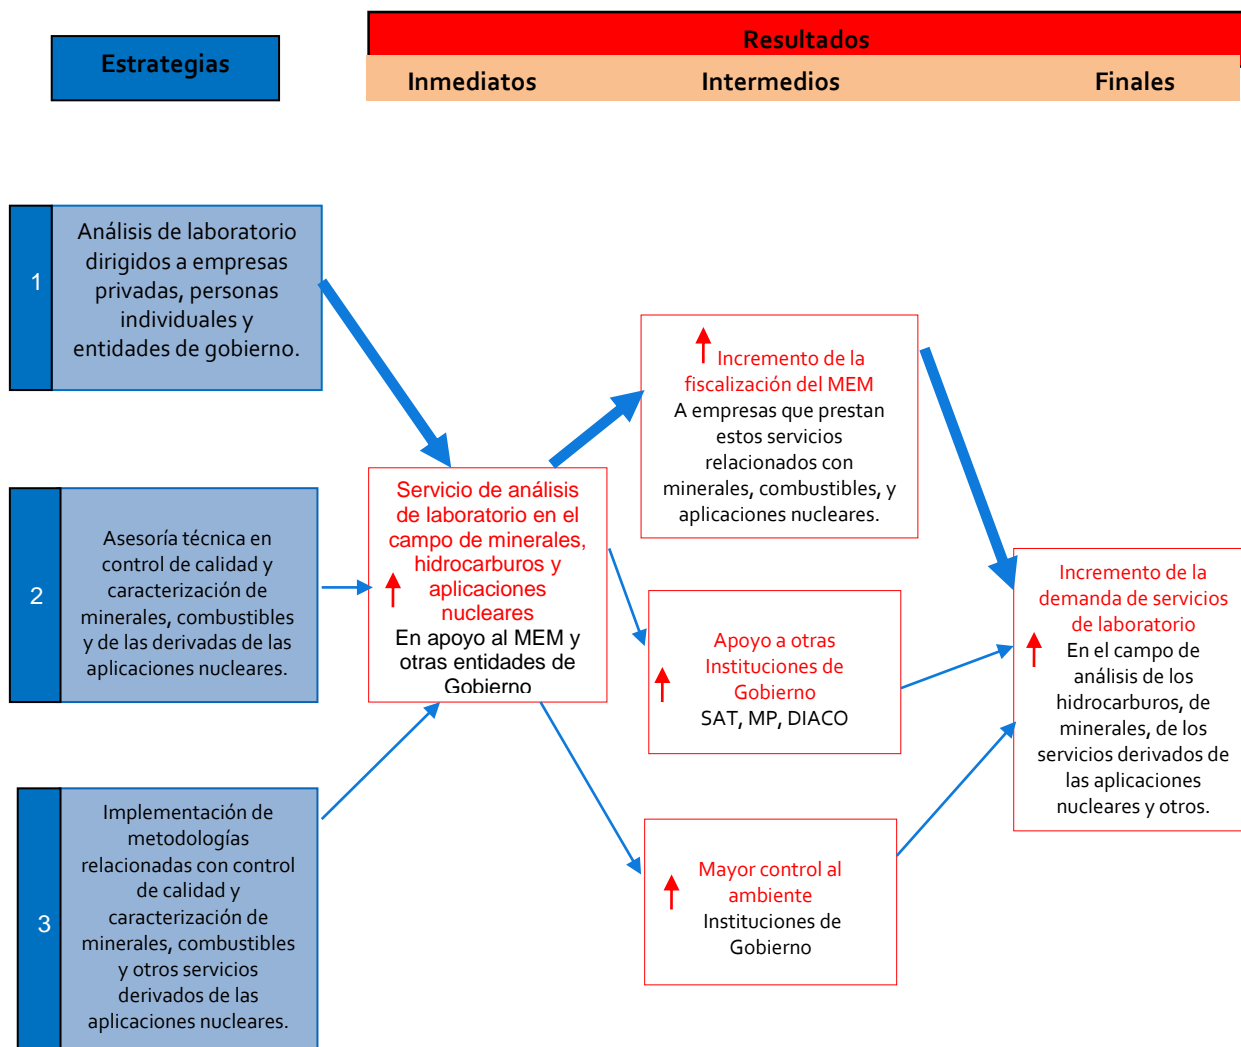 Estrategias
Resultados
Inmediatos
Intermedios
Finales
1
Análisis de laboratorio
dirigidos a empresas
privadas, personas
individuales y
entidades de gobierno.
2
Asesoría técnica en
control de calidad y
caracterización de
minerales, combustibles
y de las derivadas de las
aplicaciones nucleares.
3
Implementación de
metodologías
relacionadas con control
de calidad y
caracterización de
minerales, combustibles
y otros servicios
derivados de las
aplicaciones nucleares.
Servicio de análisis
de laboratorio en el
campo de minerales,
hidrocarburos y
aplicaciones
nucleares
En apoyo al MEM y
otras entidades de
Gobierno
Incremento de la
fiscalización del MEM
A empresas que prestan
estos servicios
relacionados con
minerales, combustibles, y
aplicaciones nucleares.
Apoyo a otras
Instituciones de
Gobierno
SAT, MP, DIACO
Mayor control al
ambiente
Instituciones de
Gobierno
Incremento de la
demanda de servicios
de laboratorio
En el campo de
análisis de los
hidrocarburos, de
minerales, de los
servicios derivados de
las aplicaciones
nucleares y otros.